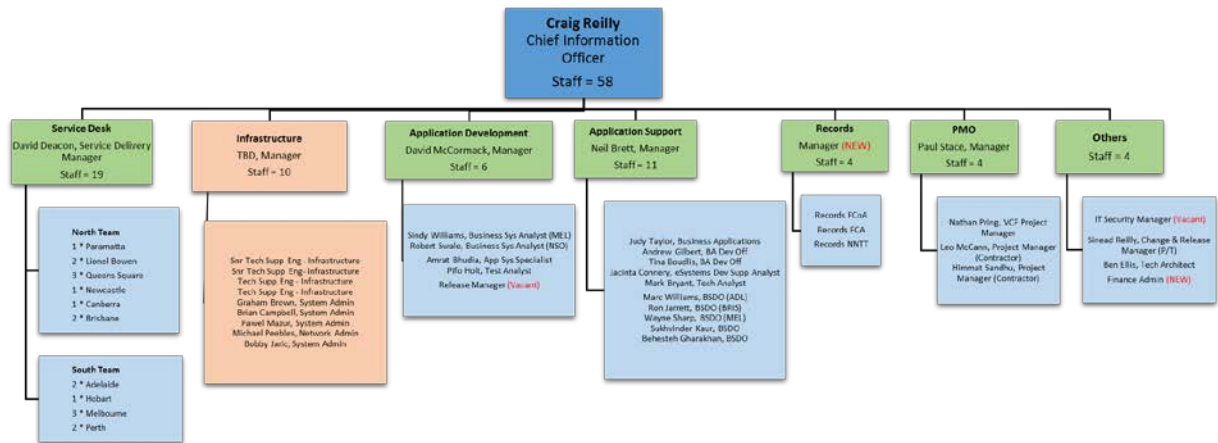 Craig Reilly
Chief Information
Officer
Staff = 58
Service Desk
David Deacon, Service Delivery
Manager
Staff = 19
Infrastructure
TBD, Manager
Staff = 10
Application Development
David McCormack, Manager
Staff = 6
Application Support
Neil Brett, Manager
Staff = 11
Records
Manager (NEW)
Staff = 4
PMO
Paul Stace, Manager
Staff = 4
Others
Staff = 4
North Team
1 * Paramatta
2 * Lionel Bowen
3 * Queens Square
1 * Newcastle
1 * Canberra
2 * Brisbane
South Team
2 * Adelaide
1 * Hobart
3 * Melbourne
2 * Perth
Snr Tech Supp Eng - Infrastructure
Snr Tech Supp Eng- Infrastructure
Tech Supp Eng - Infrastructure
Tech Supp Eng - Infrastructure
Graham Brown, System Admin
Brian Campbell, System Admin
Pawel Mazur, System Admin
Michael Peebles, Network Admin
Bobby Jaric, System Admin
Sindy Williams, Business Sys Analyst (MEL)
Robert Surale, Business Sys Analyst (NSO)
Amrat Bhudia, App Sys Specialist
Holt, Test Analyst
Release Manager (Vacant)
Judy Taylor, Business Applications
Andrew Gilbert, BA Dev Off
Tina Boudlis, BA Dev Off
Jacinta Connery, eSystems Dev Supp Analyst
Mark Bryant, Tech Analyst
Marc Williams, BSDO (ADL)
Ron Jarrett, BSDO (BRIS)
Wayne Sharp, BSDO (MEL)
Sukhvinder Kaur, BSDO
Behesteh Gharakhan, BSDO
Records FCoA
Records FCA
Records NNTT
Nathan Pring, VCF Project
Manager
Leo McCann, Project Manager
(Contractor)
Himmat Sandhu, Project
Manager (Contractor)
IT Security Manager (Vacant)
Sinead Reilly, Change & Release
Manager (P/T)
Ben Ellis, Tech Architect
Finance Admin (NEW)